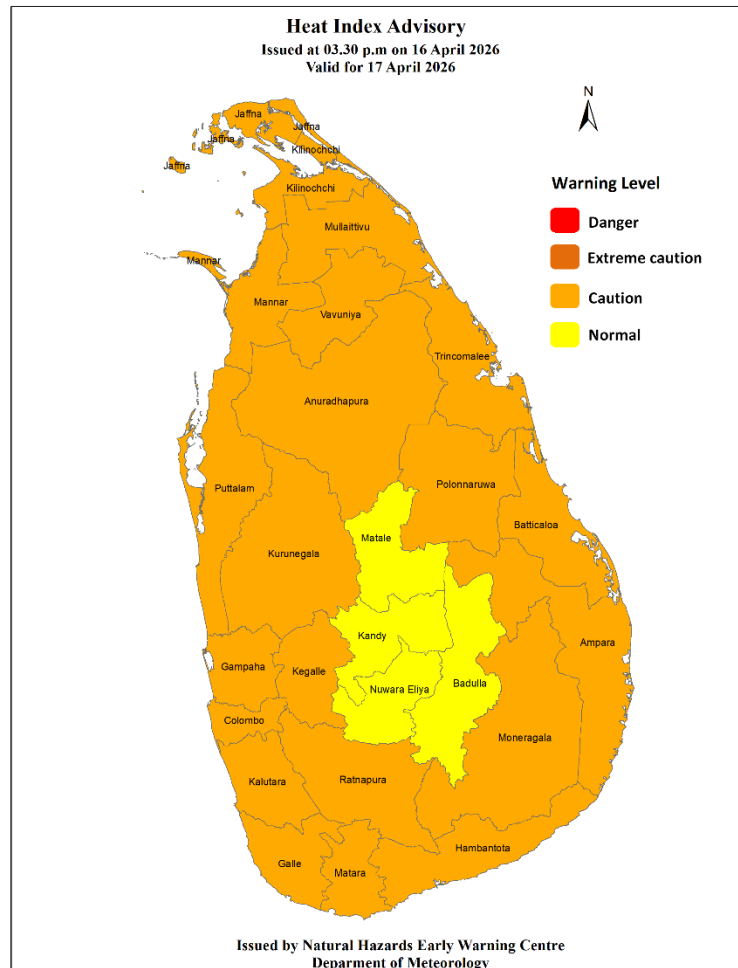 Heat Index Advisory
Issued at 03.30 p.m on 16 April 2026
Valid for 17 April 2026
N
Warning Level
Danger
Extreme caution
Caution
Normal
Jaffna
Jaffna
Jaffna
Kilinochchi
Jaffna
Kilinochchi
Mullaittivu
Mannar
Mannar
Vavuniya
Trincomalee
Anuradhapura
Puttalam
Polonnaruwa
Batticaloa
Matale
Kurunegala
Kandy
Ampara
Gampaha
Kegalle
Nuwara Eliya
Badulla
Colombo
Moneragala
Kalutara
Ratnapura
Hambantota
Galle
Matara
Issued by Natural Hazards Early Warning Centre
Deparment of Meteorology